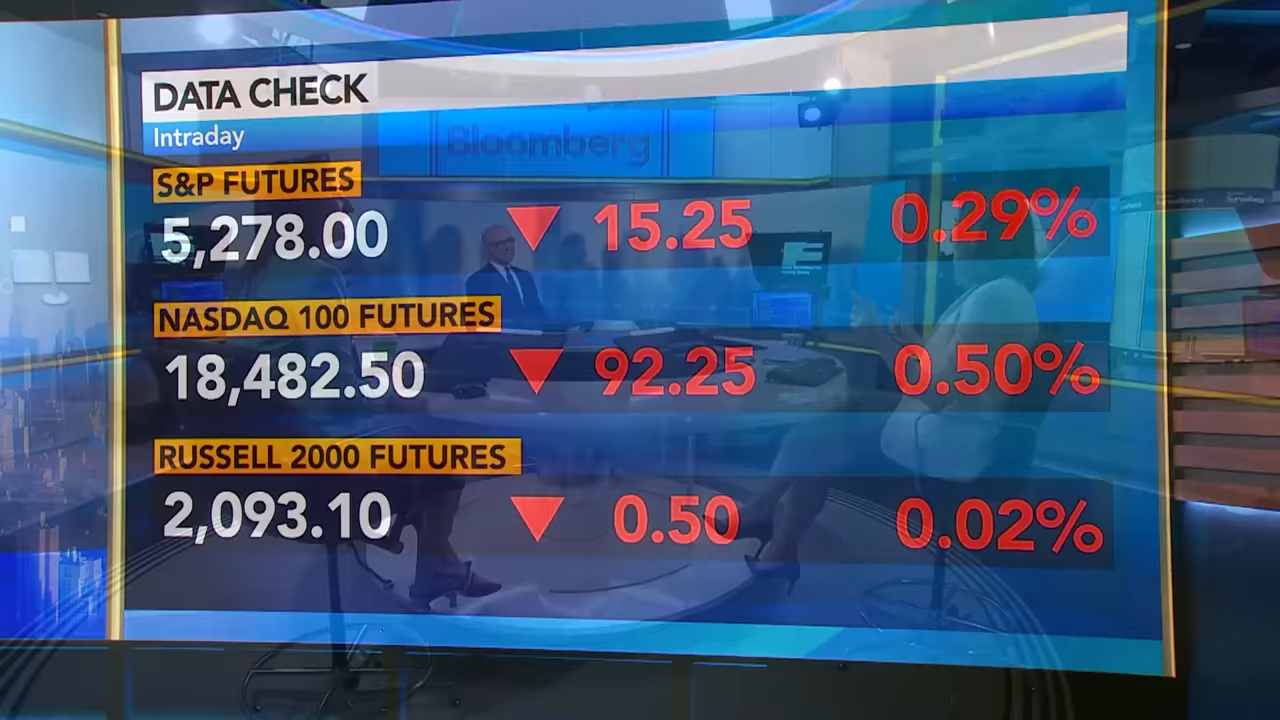 DATA CHECK
Intraday
Bloomberg
S&P FUTURES
5,278.00 ▼ 15.25 0.29%
NASDAQ 100 FUTURES
18,482.50 ▼ 92.25 0.50%
RUSSELL 2000 FUTURES
2,093.10 ▼ 0.50 0.02%